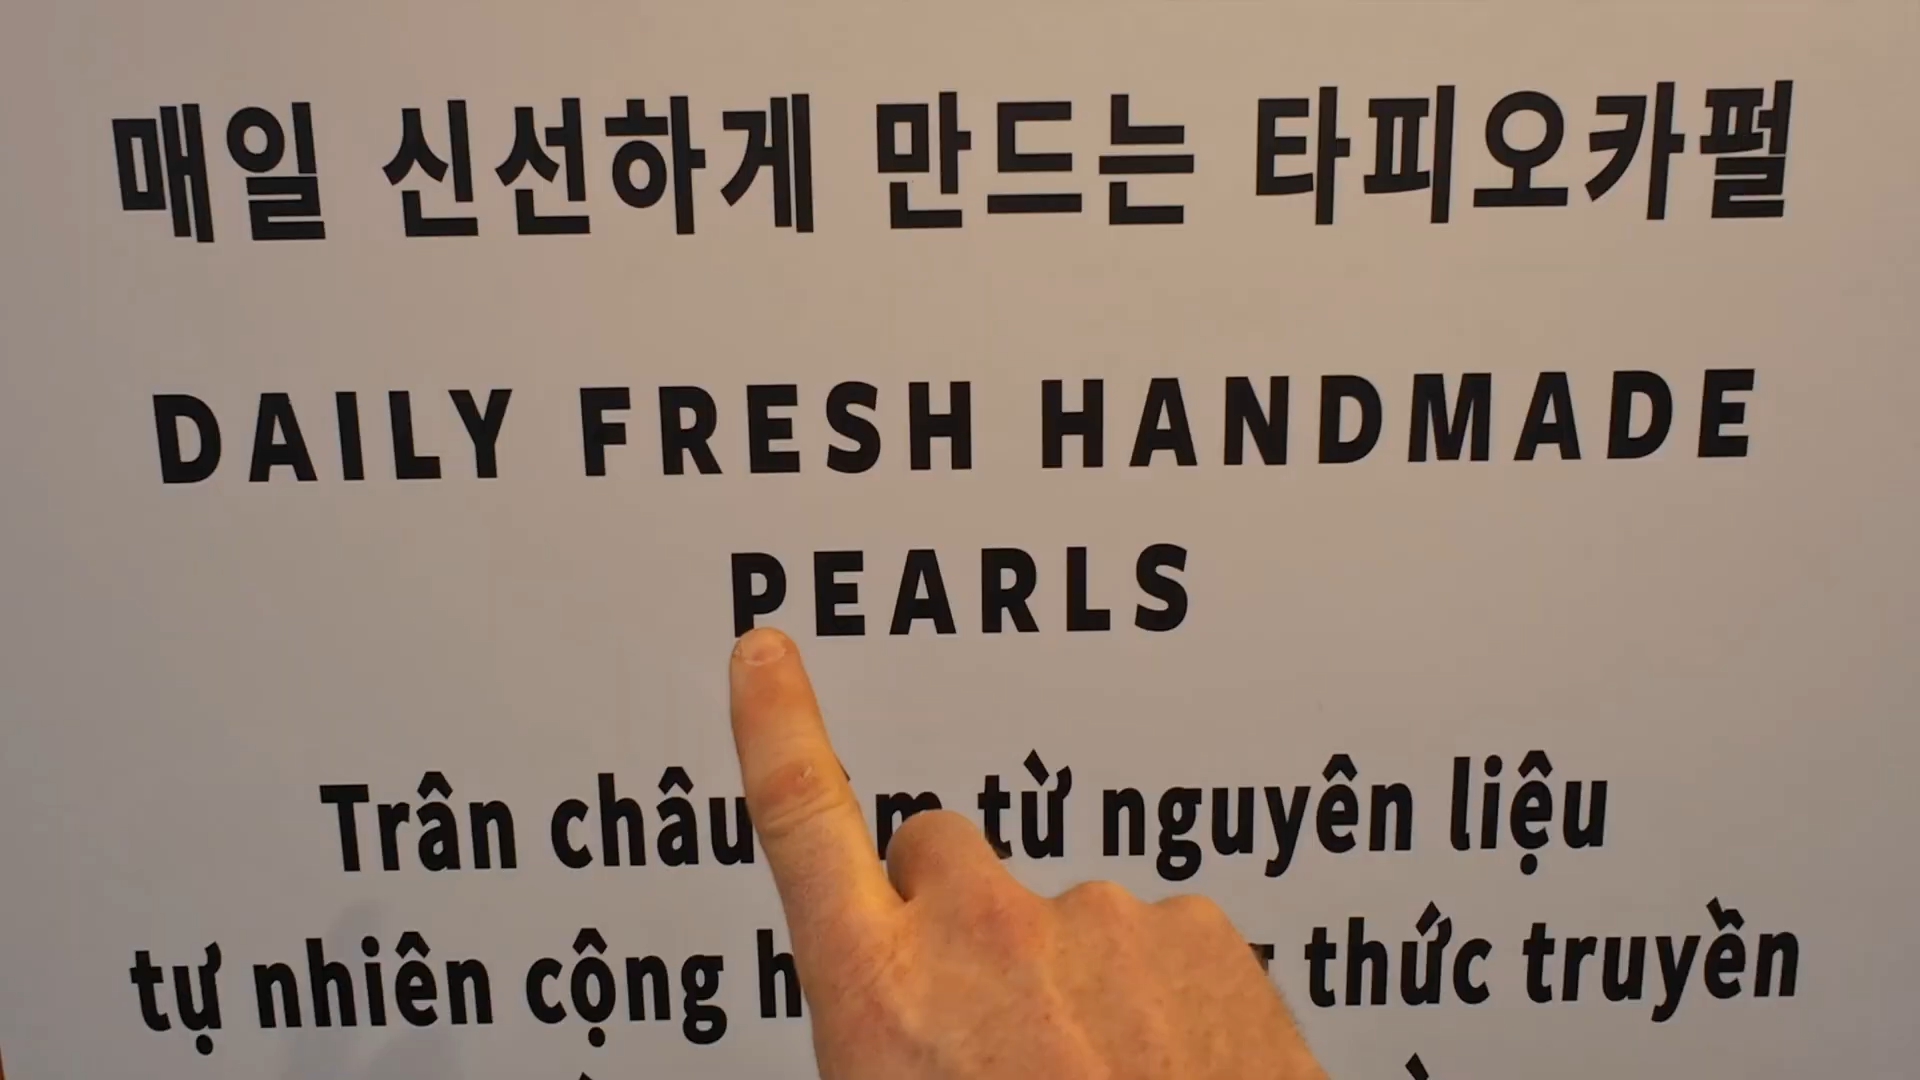 매일 신선하게 만드는 타피오카펄
DAILY FRESH HANDMADE
PEARLS
Trân châu từ nguyên liệu
tự nhiên cộng thức truyền